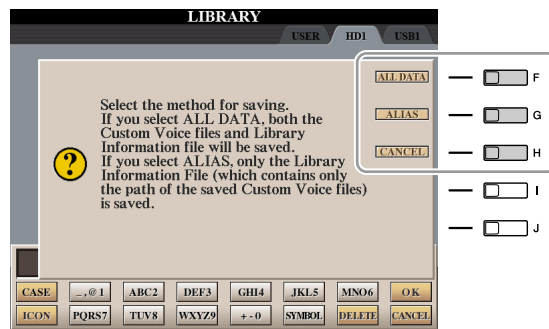 LIBRARY
USER HD1 USB1
ALL DATA F
ALIAS G
CANCEL H
I
J
Select the method for saving.
If you select ALL DATA, both the
Custom Voice files and Library
Information file will be saved.
If you select ALIAS, only the Library
Information File (which contains only
the path of the saved Custom Voice files)
is saved.
?
CASE _,@1 ABC2 DEF3 GHI4 JKL5 MNO6 OK
ICON PQRS7 TUV8 WXYZ9 +-0 SYMBOL DELETE CANCEL